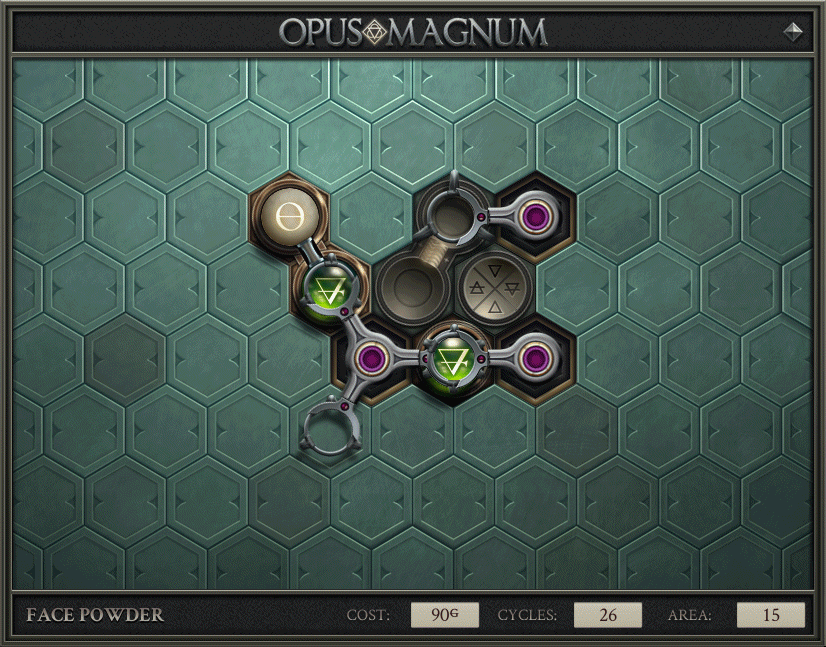 OPUS MAGNUM
FACE POWDER
COST: 90G
CYCLES: 26
AREA: 15